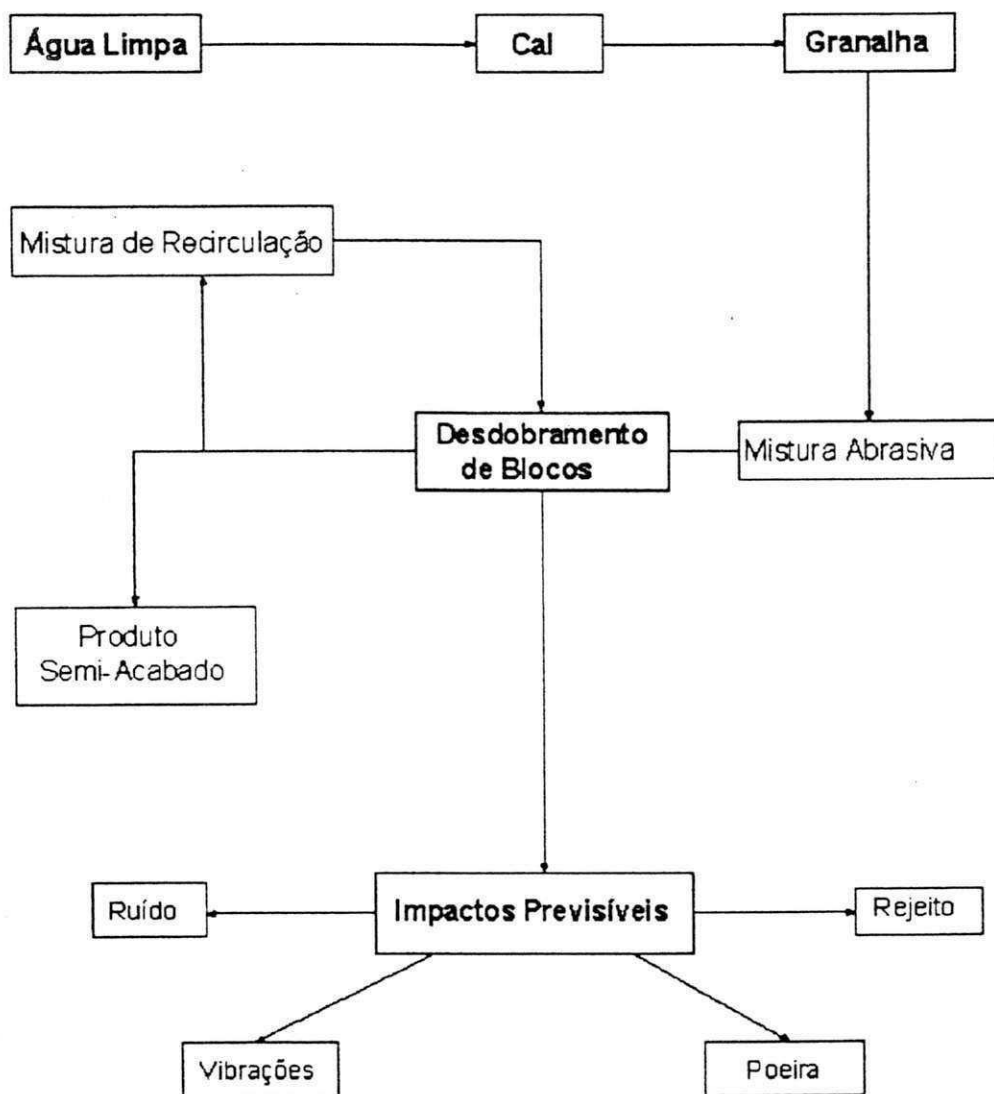 Água Limpa
Cal
Granalha
Mistura de Recirculação
Desdobramento
de Blocos
Mistura Abrasiva
Produto
Semi-Acabado
Ruído
Impactos Previsíveis
Rejeito
Vibrações
Poeira